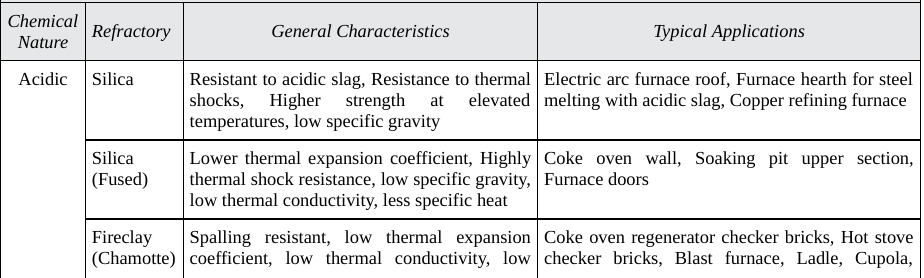 Chemical Nature
Refractory
General Characteristics
Typical Applications
Acidic
Silica
Resistant to acidic slag, Resistance to thermal
shocks, Higher strength at elevated
temperatures, low specific gravity
Electric arc furnace roof, Furnace hearth for steel
melting with acidic slag, Copper refining furnace
Silica
(Fused)
Lower thermal expansion coefficient, Highly
thermal shock resistance, low specific gravity,
low thermal conductivity, less specific heat
Coke oven wall, Soaking pit upper section,
Furnace doors
Fireclay
(Chamotte)
Spalling resistant, low thermal expansion
coefficient, low thermal conductivity, low
Coke oven regenerator checker bricks, Hot stove
checker bricks, Blast furnace, Ladle, Cupola,